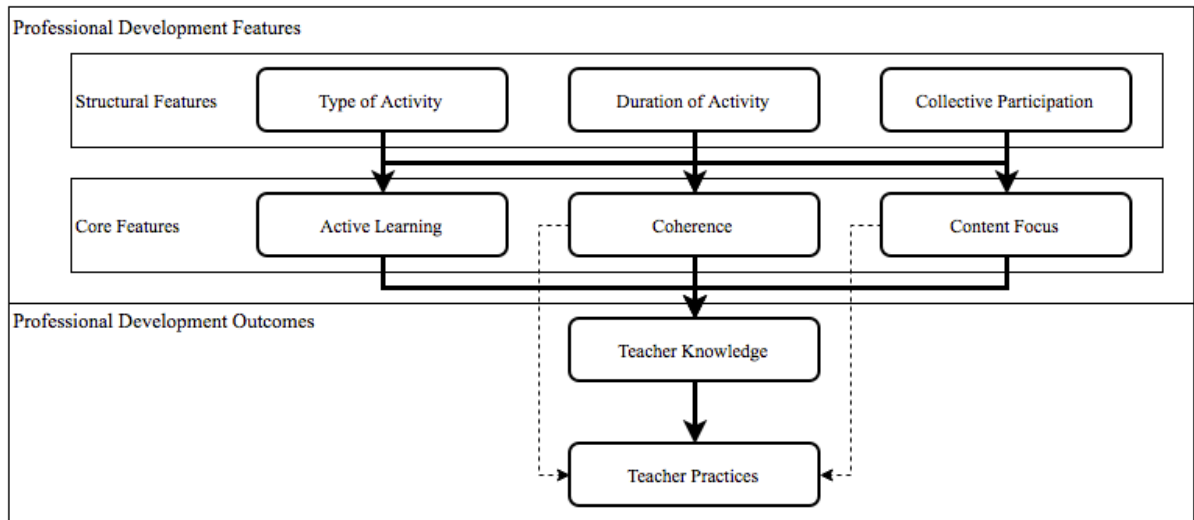 Professional Development Features
Structural Features
Type of Activity
Duration of Activity
Collective Participation
Core Features
Active Learning
Coherence
Content Focus
Professional Development Outcomes
Teacher Knowledge
Teacher Practices